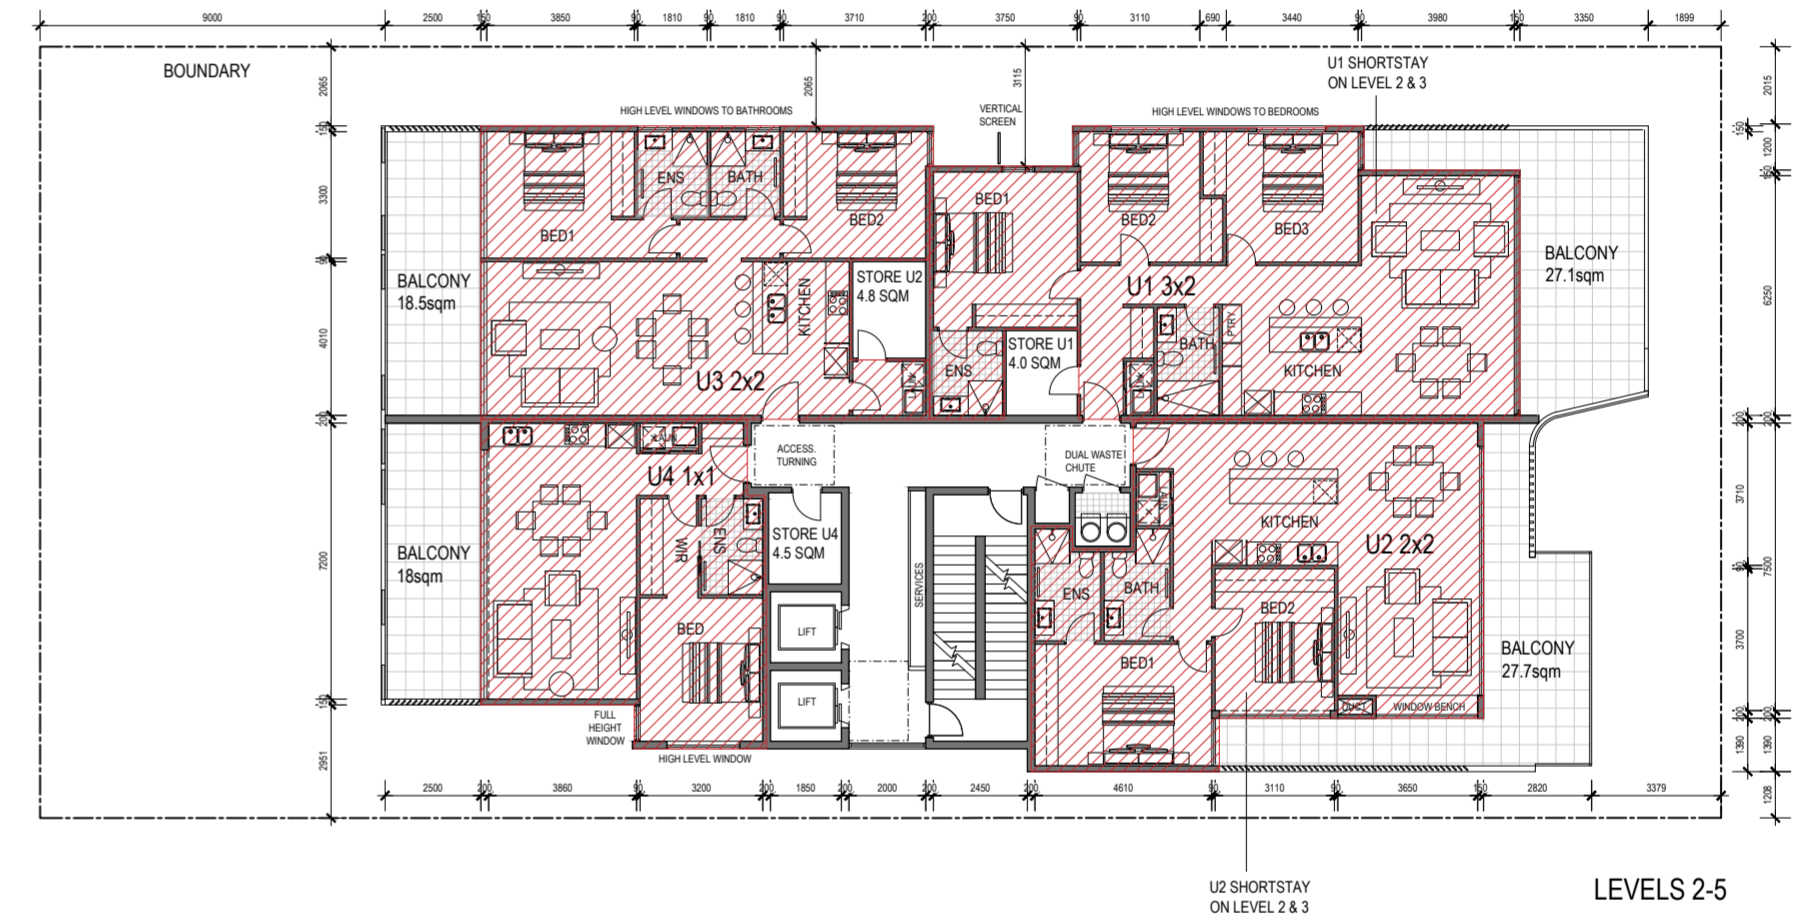 9000
2500
150
3850
90
1810
90
1810
90
3710
200
3750
90
3110
690
3440
90
3980
150
3350
1899
BOUNDARY
U1 SHORTSTAY
ON LEVEL 2 & 3
2065
2065
3115
2015
HIGH LEVEL WINDOWS TO BATHROOMS
VERTICAL
SCREEN
HIGH LEVEL WINDOWS TO BEDROOMS
150
150
1200
150
3300
ENS
BATH
BED1
BED2
BED1
BED2
BED3
90
BALCONY
18.5sqm
STORE U2
4.8 SQM
KITCHEN
U1 3x2
BALCONY
27.1sqm
6250
4010
U3 2x2
ENS
STORE U1
4.0 SQM
BATH
PTRY
KITCHEN
200
200
200
LAUN
U4 1x1
ACCESS.
TURNING
DUAL WASTE
CHUTE
LAUN
3710
KITCHEN
U2 2x2
WIR
ENS
STORE U4
4.5 SQM
BALCONY
18sqm
7200
SERVICES
90
7500
ENS
BATH
BED2
BED
LIFT
BED1
3700
BALCONY
27.7sqm
LIFT
DUCT
WINDOW BENCH
150
FULL
HEIGHT
WINDOW
HIGH LEVEL WINDOW
2951
1390
1390
2500
200
3860
90
3200
200
1850
200
2000
200
2450
200
4610
90
3110
90
3650
150
2820
3379
1208
U2 SHORTSTAY
ON LEVEL 2 & 3
LEVELS 2-5